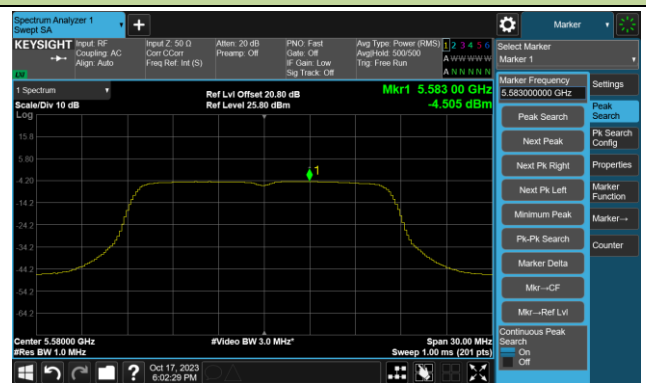 Spectrum Analyzer 1
Swept SA
Marker
KEYSIGHT
Input: RF
Coupling: AC
Align: Auto
Input Z: 50 Ω
Corr CCorr
Freq Ref: Int (S)
Atten: 20 dB
Preamp: Off
PNO: Fast
Gate: Off
IF Gain: Low
Sig Track: Off
Avg Type: Power (RMS)
Avg|Hold: 500/500
Trig: Free Run
1 2 3 4 5 6
A W W W W W
A N N N N N
LXI
Select Marker
Marker 1
1 Spectrum
Scale/Div 10 dB
Log
Ref Lvl Offset 20.80 dB
Ref Level 25.80 dBm
Mkr1 5.583 00 GHz
-4.505 dBm
15.8
5.80
-4.20
-14.2
-24.2
-34.2
-44.2
-54.2
-64.2
1
Center 5.58000 GHz
#Res BW 1.0 MHz
#Video BW 3.0 MHz*
Span 30.00 MHz
Sweep 1.00 ms (201 pts)
Marker Frequency
5.583000000 GHz
Peak Search
Next Peak
Next Pk Right
Next Pk Left
Minimum Peak
Pk-Pk Search
Marker Delta
Mkr→CF
Mkr→Ref Lvl
Continuous Peak
Search
On
Off
Settings
Peak
Search
Pk Search
Config
Properties
Marker
Function
Marker→
Counter
?
Oct 17, 2023
6:02:29 PM